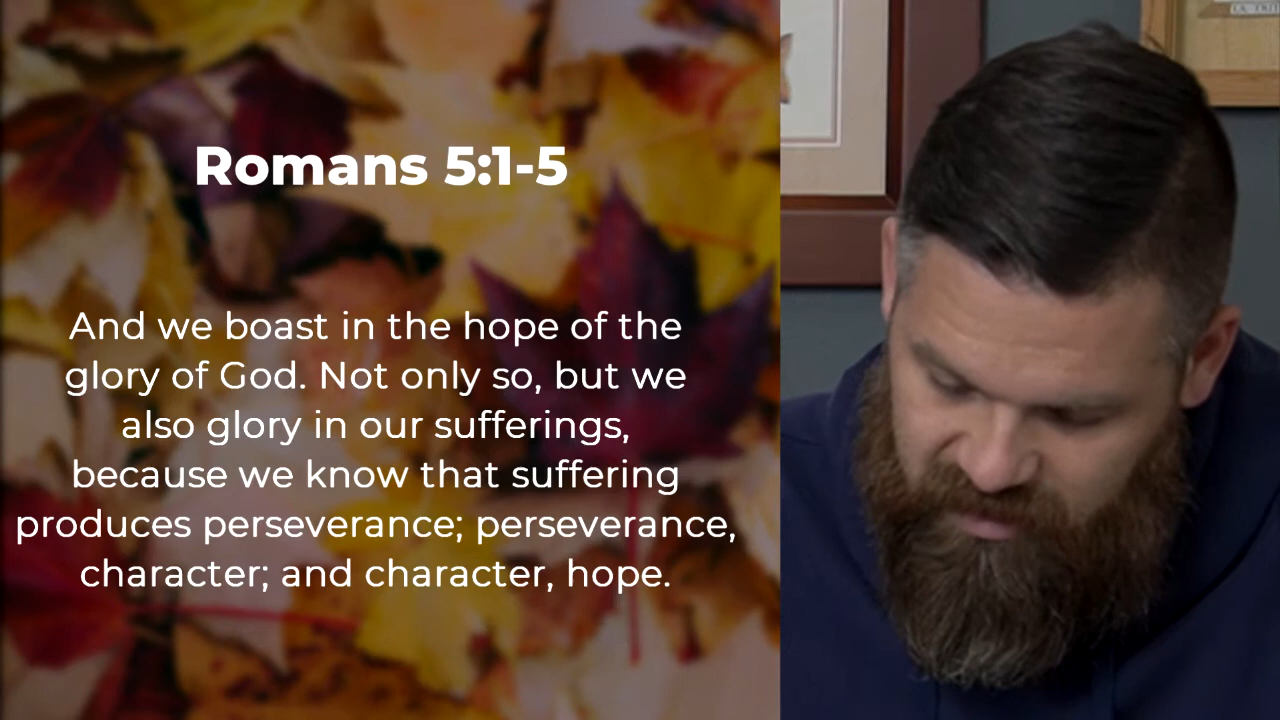 Romans 5:1-5
And we boast in the hope of the
glory of God. Not only so, but we
also glory in our sufferings,
because we know that suffering
produces perseverance; perseverance,
character; and character, hope.